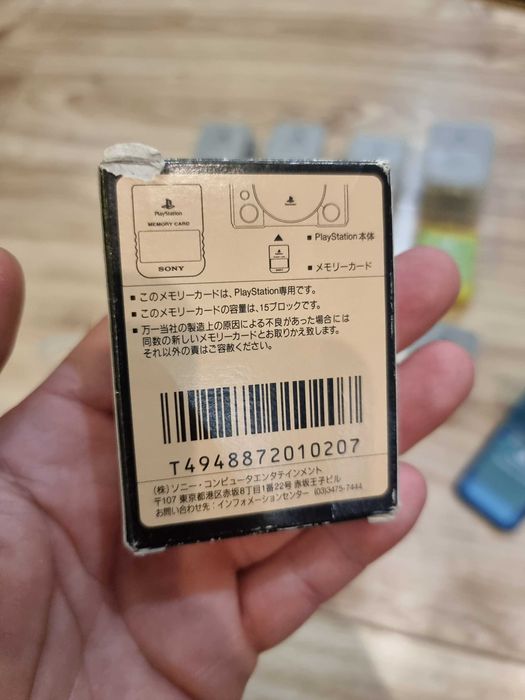 PlayStation
MEMORY CARD
SONY
■ PlayStation 本体
■ メモリーカード
■ このメモリーカードは、PlayStation専用です。
■ このメモリーカードの容量は、15ブロックです。
■ 万一当社の製造上の原因による不良があった場合には
同数の新しいメモリーカードとお取りかえ致します。
それ以外の責はご容赦ください。
T4948872010207
(株)ソニー・コンピュータエンタテインメント
〒107 東京都港区赤坂8丁目1番22号 赤坂王子ビル
お問い合わせ先:インフォメーションセンター (03)3475-7444